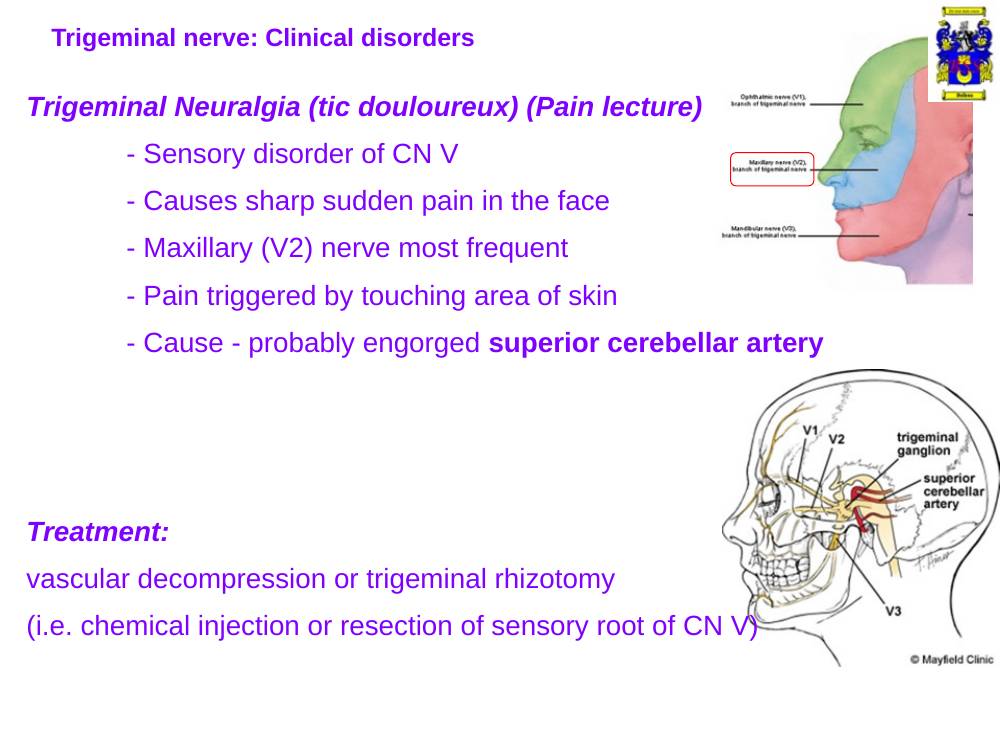 Trigeminal nerve: Clinical disorders
Trigeminal Neuralgia (tic douloureux) (Pain lecture)
- Sensory disorder of CN V
- Causes sharp sudden pain in the face
- Maxillary (V2) nerve most frequent
- Pain triggered by touching area of skin
- Cause - probably engorged superior cerebellar artery
Ophthalmic nerve (V1),
branch of trigeminal nerve
Maxillary nerve (V2),
branch of trigeminal nerve
Mandibular nerve (V3),
branch of trigeminal nerve
V1
V2
trigeminal
ganglion
superior
cerebellar
artery
V3
© Mayfield Clinic
Treatment:
vascular decompression or trigeminal rhizotomy
(i.e. chemical injection or resection of sensory root of CN V)